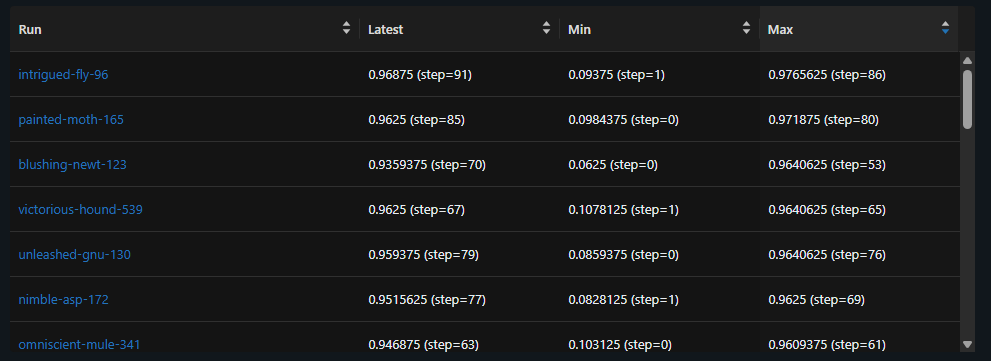 Run Latest Min Max
intrigued-fly-96 0.96875 (step=91) 0.09375 (step=1) 0.9765625 (step=86)
painted-moth-165 0.9625 (step=85) 0.0984375 (step=0) 0.971875 (step=80)
blushing-newt-123 0.9359375 (step=70) 0.0625 (step=0) 0.9640625 (step=53)
victorious-hound-539 0.9625 (step=67) 0.1078125 (step=1) 0.9640625 (step=65)
unleashed-gnu-130 0.959375 (step=79) 0.0859375 (step=0) 0.9640625 (step=76)
nimble-asp-172 0.9515625 (step=77) 0.0828125 (step=1) 0.9625 (step=69)
omniscient-mule-341 0.946875 (step=63) 0.103125 (step=0) 0.9609375 (step=61)